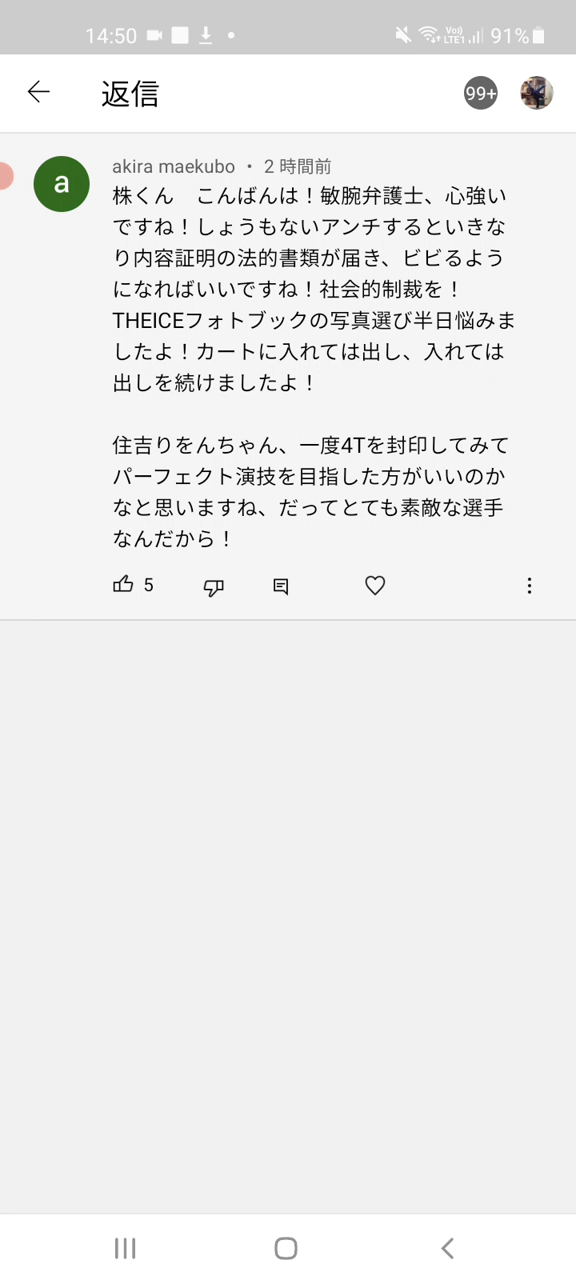 14:50
Vo)) LTE1 91%
返信
99+
akira maekubo ・ 2 時間前
a
株くん　こんばんは！敏腕弁護士、心強い
ですね！しょうもないアンチするといきな
り内容証明の法的書類が届き、ビビるよう
になればいいですね！社会的制裁を！
THEICEフォトブックの写真選び半日悩みま
したよ！カートに入れては出し、入れては
出しを続けましたよ！
住吉りをんちゃん、一度4Tを封印してみて
パーフェクト演技を目指した方がいいのか
なと思いますね、だってとても素敵な選手
なんだから！
5